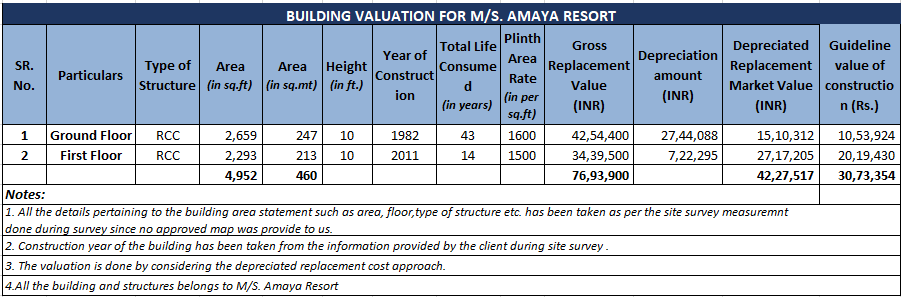 BUILDING VALUATION FOR M/S. AMAYA RESORT
SR. No. Particulars Type of Structure Area (in sq.ft) Area (in sq.mt) Height (in ft.) Year of Construct ion Total Life Consume d (in years) Plinth Area Rate (in per sq.ft) Gross Replacement Value (INR) Depreciation amount (INR) Depreciated Replacement Market Value (INR) Guideline value of constructio n (Rs.)
1 Ground Floor RCC 2,659 247 10 1982 43 1600 42,54,400 27,44,088 15,10,312 10,53,924
2 First Floor RCC 2,293 213 10 2011 14 1500 34,39,500 7,22,295 27,17,205 20,19,430
4,952 460 76,93,900 42,27,517 30,73,354
Notes:
1. All the details pertaining to the building area statement such as area, floor,type of structure etc. has been taken as per the site survey measuremnt
done during survey since no approved map was provide to us.
2. Construction year of the building has been taken from the information provided by the client during site survey .
3. The valuation is done by considering the depreciated replacement cost approach.
4.All the building and structures belongs to M/S. Amaya Resort